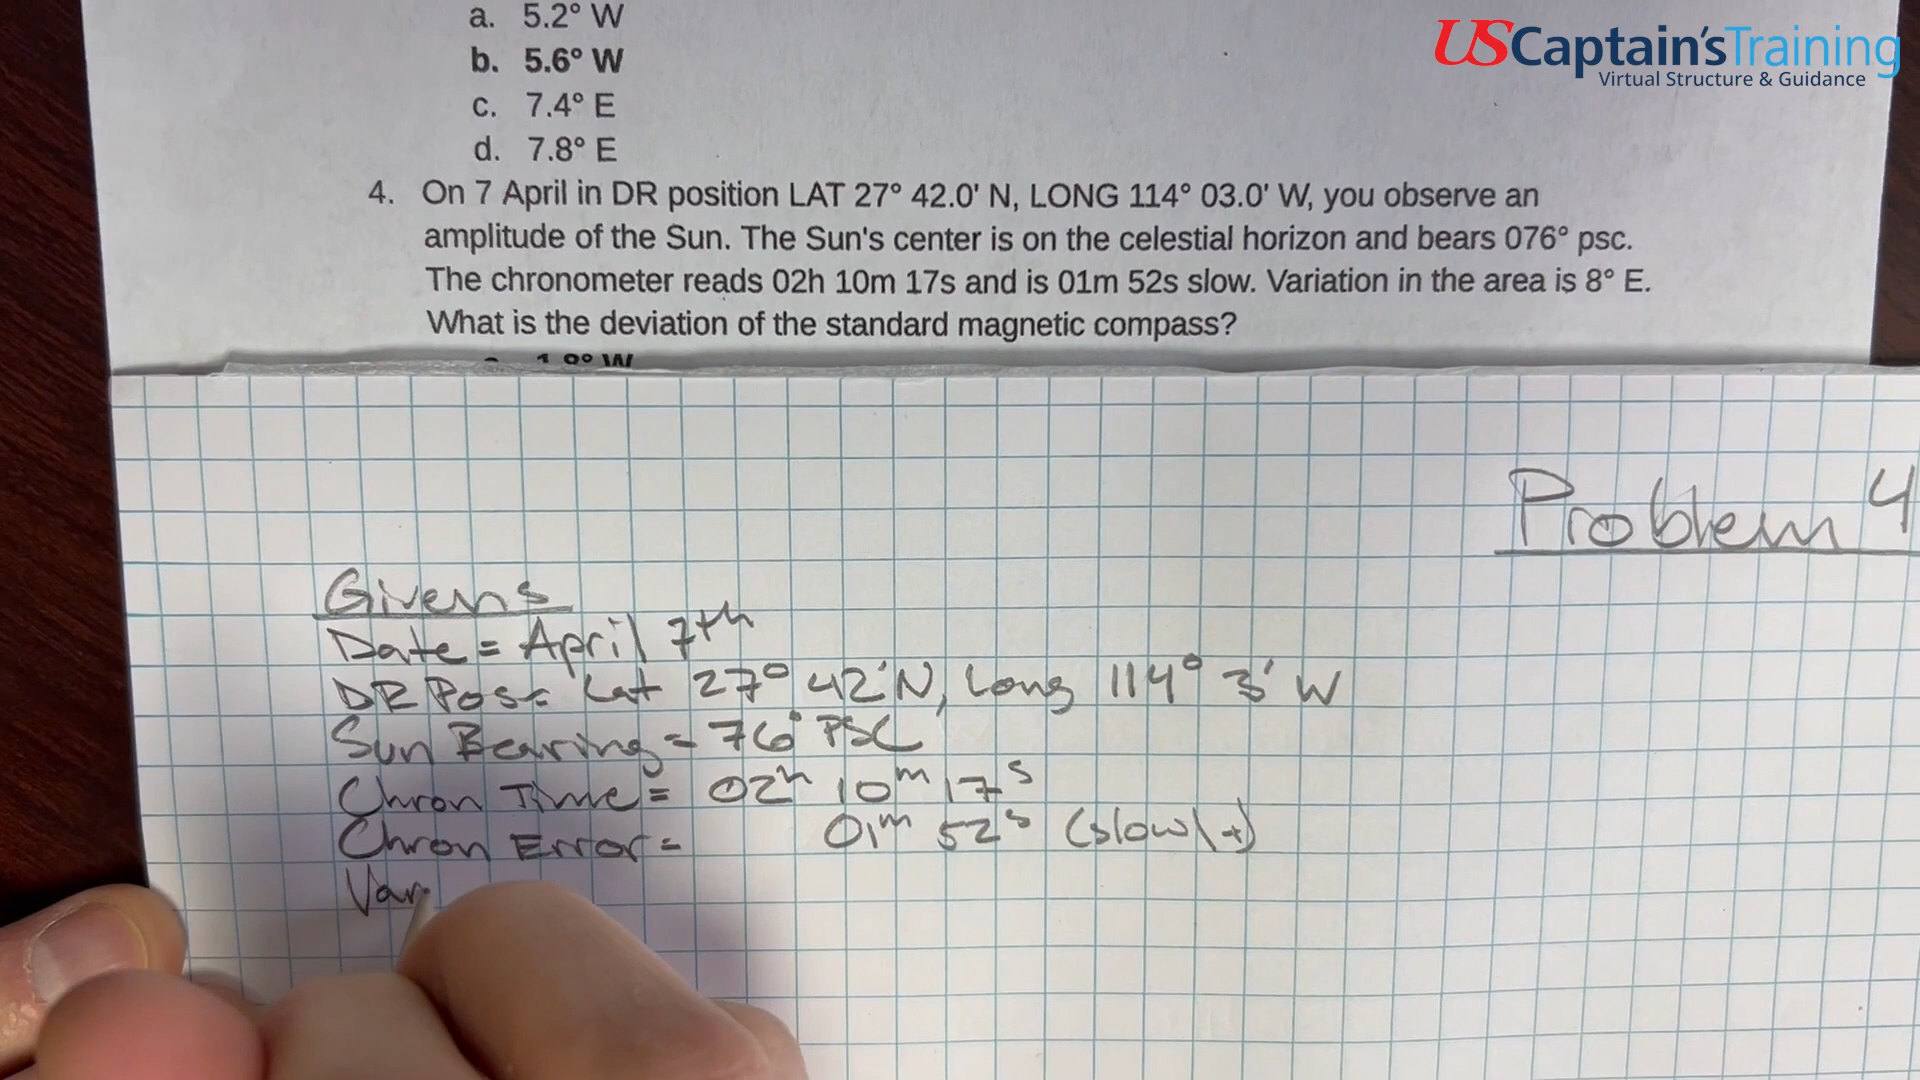 a. 5.2° W
USCaptain'sTraining
Virtual Structure & Guidance
b. 5.6° W
c. 7.4° E
d. 7.8° E
4. On 7 April in DR position LAT 27° 42.0' N, LONG 114° 03.0' W, you observe an
amplitude of the Sun. The Sun's center is on the celestial horizon and bears 076° psc.
The chronometer reads 02h 10m 17s and is 01m 52s slow. Variation in the area is 8° E.
What is the deviation of the standard magnetic compass?
Problem 4
Givens
Date = April 7th
DR Pos = Lat 27° 42' N, Long 114° 3' W
Sun Bearing = 76° PSC
Chron Time = 02h 10m 17s
Chron Error = 01m 52s (slow \ +)
Var